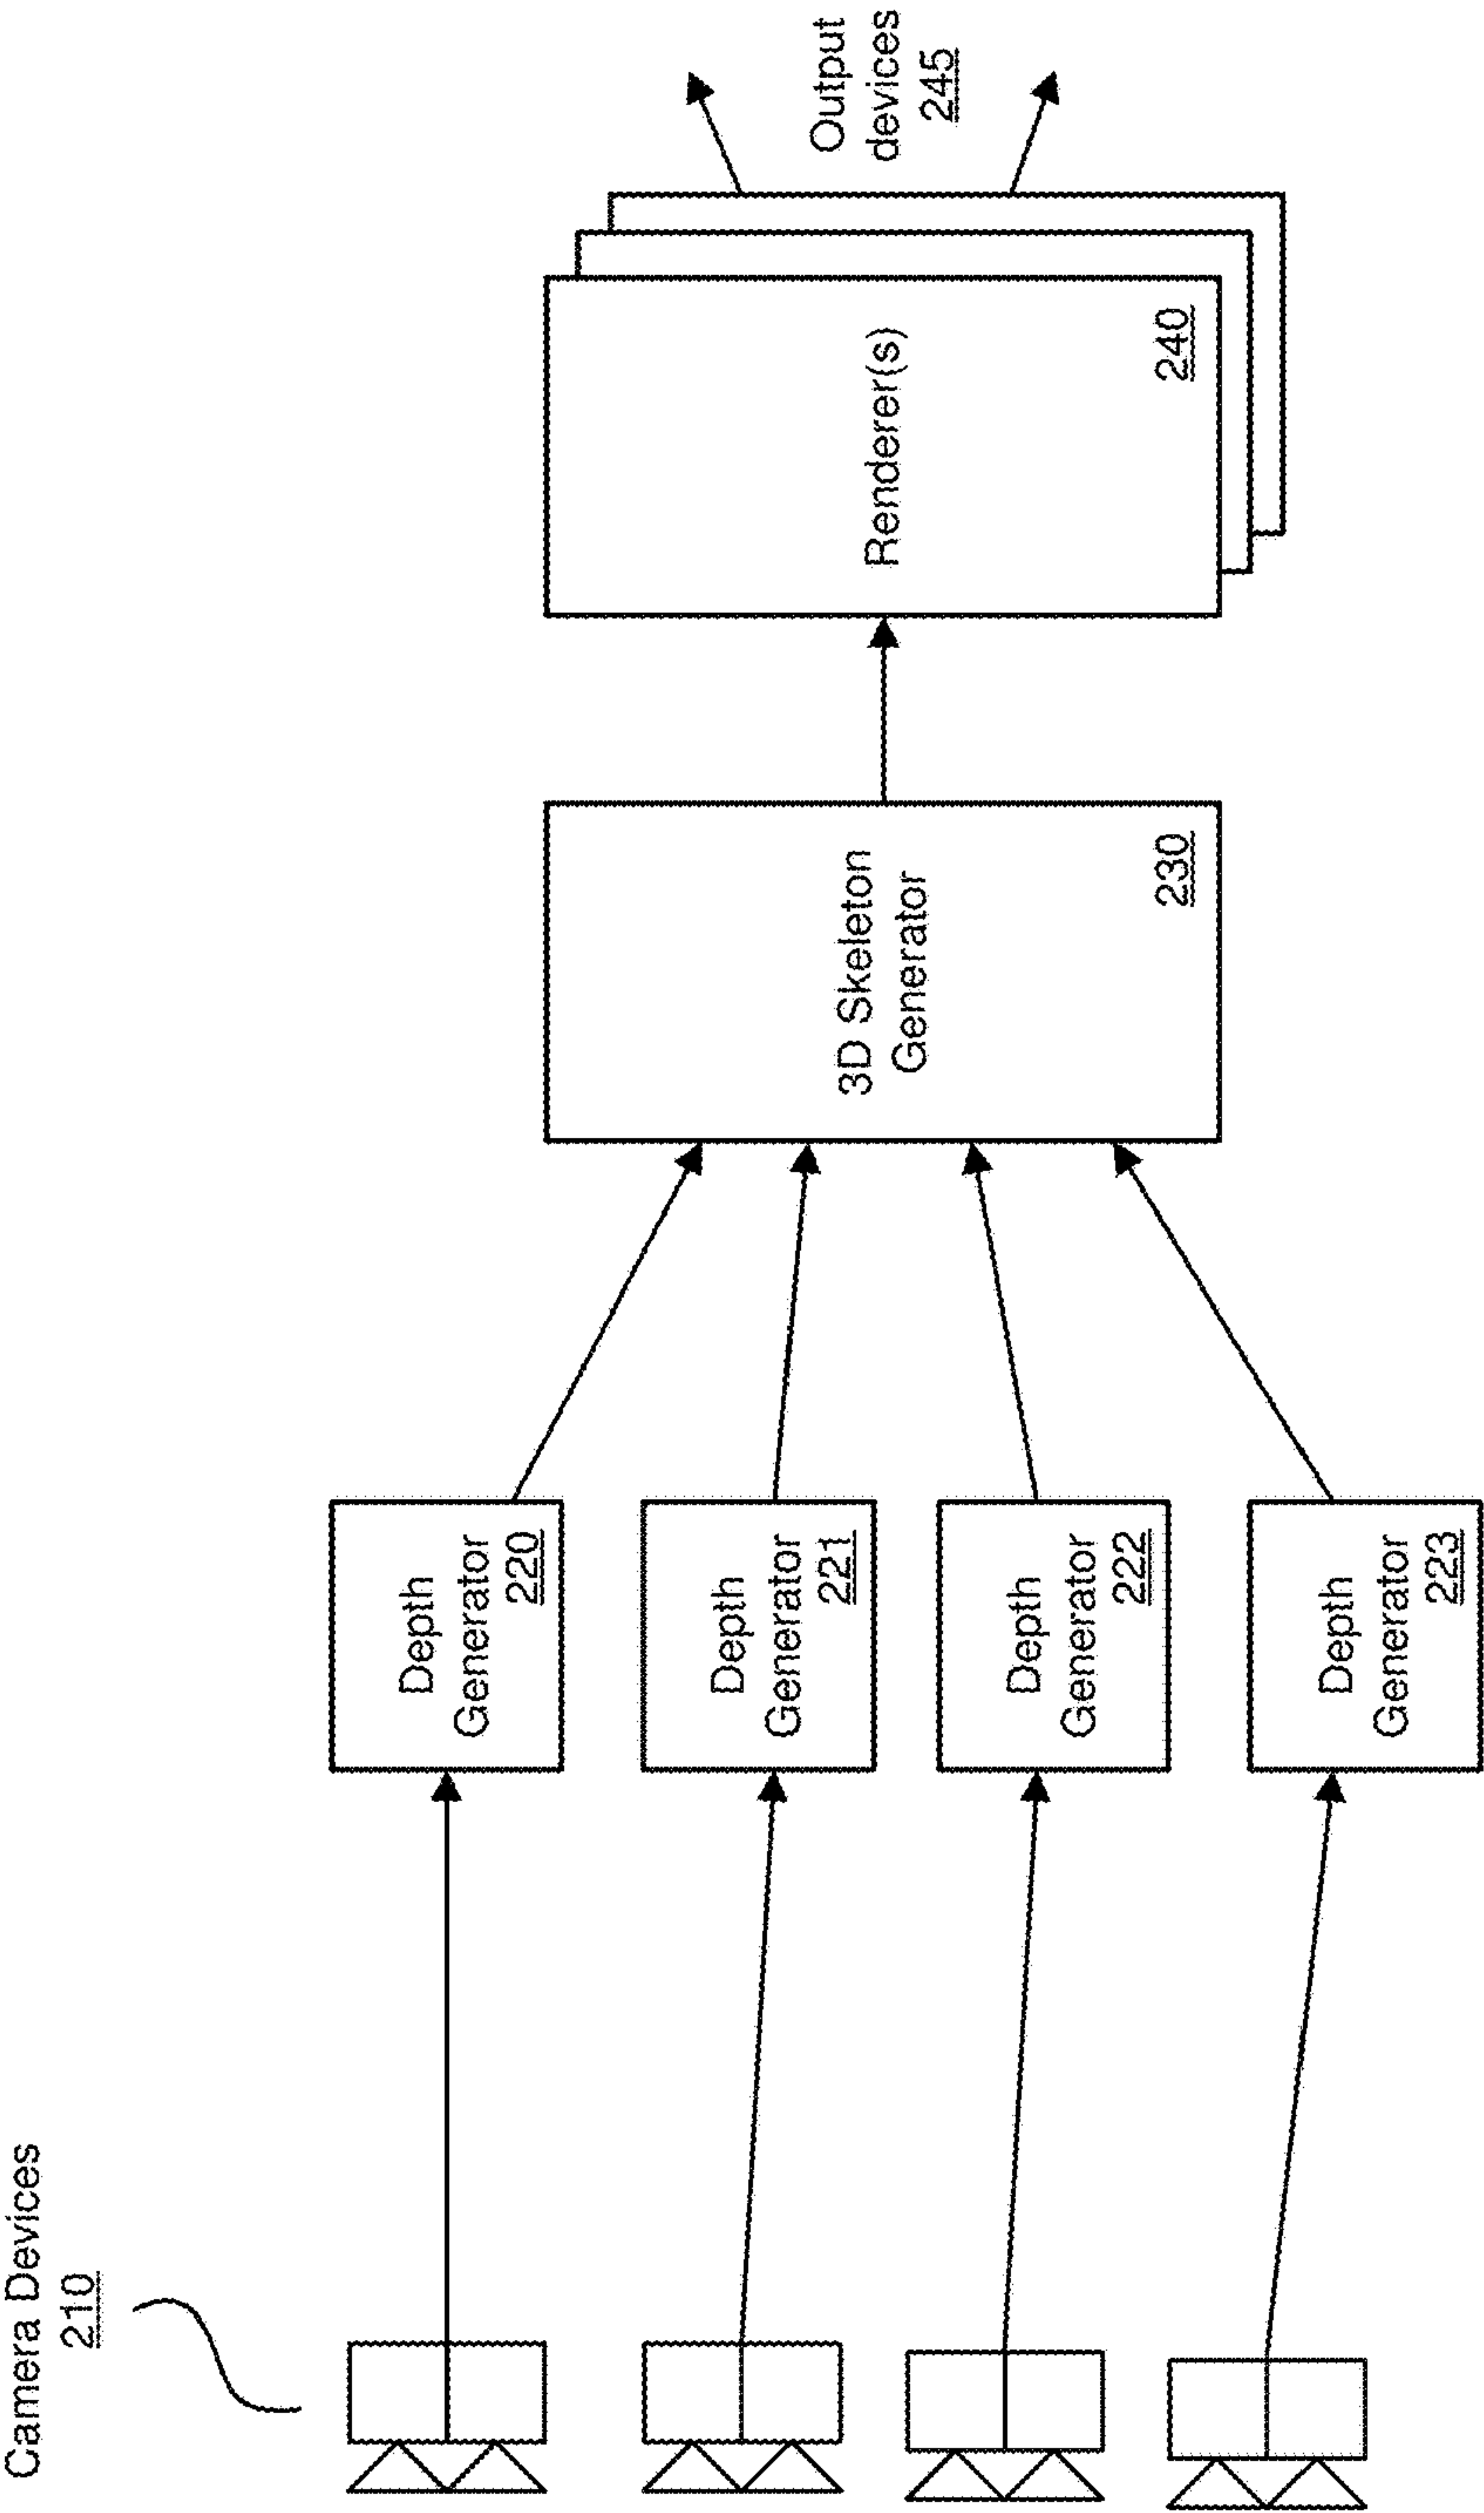 Camera Devices
210
Depth
Generator
220
Depth
Generator
221
Depth
Generator
222
Depth
Generator
223
3D Skeleton
Generator
230
Renderer(s)
240
Output
devices
245